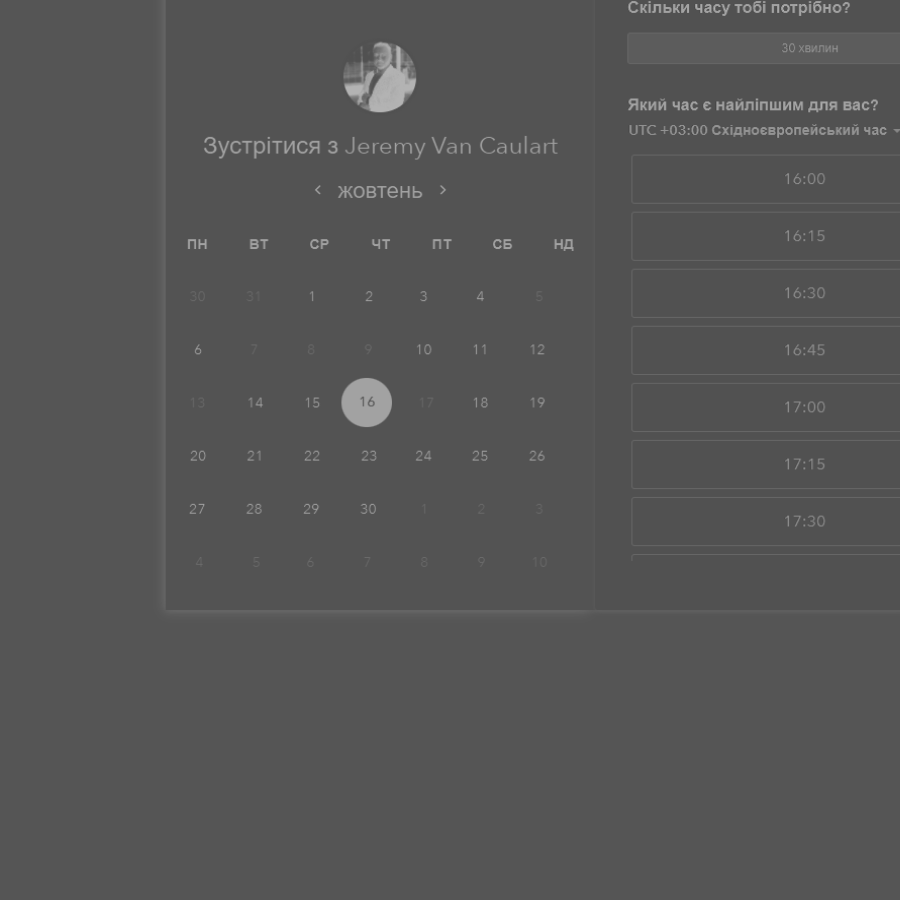 Зустрітися з Jeremy Van Caulart
жовтень
ПН ВТ СР ЧТ ПТ СБ НД
30 31 1 2 3 4 5
6 7 8 9 10 11 12
13 14 15 16 17 18 19
20 21 22 23 24 25 26
27 28 29 30 1 2 3
4 5 6 7 8 9 10
Скільки часу тобі потрібно?
30 хвилин
Який час є найліпшим для вас?
UTC +03:00 Східноєвропейський час
16:00
16:15
16:30
16:45
17:00
17:15
17:30